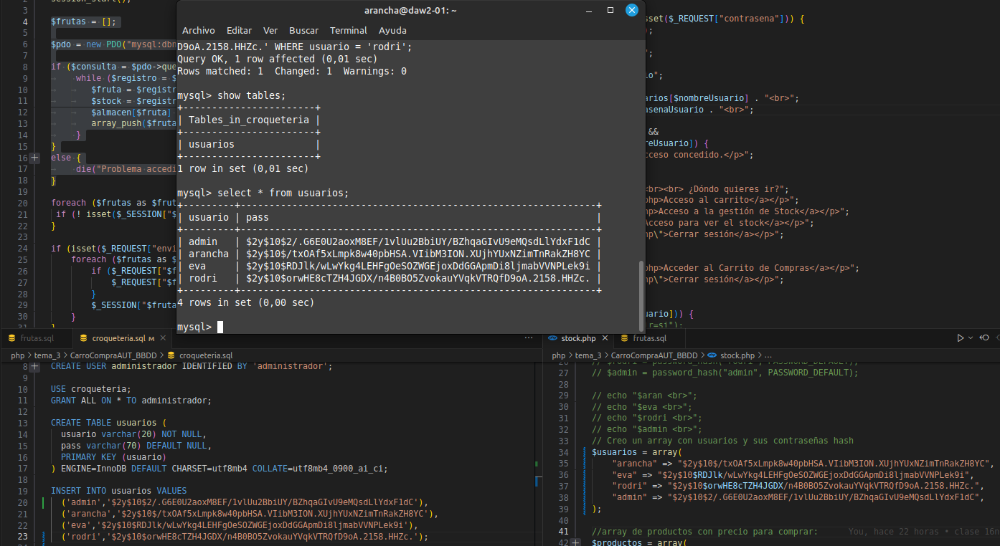 arancha@daw2-01: ~
Archivo Editar Ver Buscar Terminal Ayuda
D9oA.2158.HHZc.' WHERE usuario = 'rodri';
Query OK, 1 row affected (0,01 sec)
Rows matched: 1  Changed: 1  Warnings: 0
mysql> show tables;
+-----------------------+
| Tables_in_croqueteria |
+-----------------------+
| usuarios              |
+-----------------------+
1 row in set (0,01 sec)
mysql> select * from usuarios;
+---------+--------------------------------------------------------------+
| usuario | pass                                                         |
+---------+--------------------------------------------------------------+
| admin   | $2y$10$2/.G6E0U2aoxM8EF/1vlUu2BbiUY/BZhqaGIvU9eMQsdLlYdxF1dC |
| arancha | $2y$10$/txOAf5xLmpk8w40pbHSA.VIibM3ION.XUjhYUxNZimTnRakZH8YC |
| eva     | $2y$10$RDJlk/wLwYkg4LEHFgOeSOZWGEjoxDdGGApmDi8ljmabVVNPLek9i |
| rodri   | $2y$10$orwHE8cTZH4JGDX/n4B0BO5ZvokauYVqkVTRQfD9oA.2158.HHZc. |
+---------+--------------------------------------------------------------+
4 rows in set (0,00 sec)
mysql>
3
4 $frutas = [];
5
6 $pdo = new PDO("mysql:dbn
7
8 if ($consulta = $pdo->que
9 while ($registro = $
10 $fruta = $registr
11 $stock = $registr
12 $almacen[$fruta]
13 array_push($fruta
14 }
15 }
16 else {
17 die("Problema accedi
18 }
19
20 foreach ($frutas as $frut
21 if (! isset($_SESSION["$
22 }
23
24 if (isset($_REQUEST["envi
25 foreach ($frutas as $
26 if ($_REQUEST["$f
27 $_REQUEST["$f
28 }
29 $_SESSION["$fruta
30 }
31 }
sset($_REQUEST["contrasena"])) {
;
";
io";
arios[$nombreUsuario] . "<br>";
asenaUsuario . "<br>";
&&
reUsuario]) {
cceso concedido.</p>";
<br><br> ¿Dóndo quieres ir?";
php>Acceso al carrito</a></p>";
hp>Acceso a la gestión de Stock</a></p>";
Acceso para ver el stock</a></p>";
hp\">Cerrar sesión</a></p>";
php>Acceder al Carrito de Compras</a></p>";
hp\">Cerrar sesión</a></p>";
uario])) {
r=si");
frutas.sql croqueteria.sql M × ...
php > tema_3 > CarroCompraAUT_BBDD > croqueteria.sql
8 CREATE USER administrador IDENTIFIED BY 'administrador';
9
10 USE croqueteria;
11 GRANT ALL ON * TO administrador;
12
13 CREATE TABLE usuarios (
14 usuario varchar(20) NOT NULL,
15 pass varchar(70) DEFAULT NULL,
16 PRIMARY KEY (usuario)
17 ) ENGINE=InnoDB DEFAULT CHARSET=utf8mb4 COLLATE=utf8mb4_0900_ai_ci;
18
19 INSERT INTO usuarios VALUES
20 ('admin','$2y$10$2/.G6E0U2aoxM8EF/1vlUu2BbiUY/BZhqaGIvU9eMQsdLlYdxF1dC'),
21 ('arancha','$2y$10$/txOAf5xLmpk8w40pbHSA.VIibM3ION.XUjhYUxNZimTnRakZH8YC'),
22 ('eva','$2y$10$RDJlk/wLwYkg4LEHFgOeSOZWGEjoxDdGGApmDi8ljmabVVNPLek9i'),
23 ('rodri','$2y$10$orwHE8cTZH4JGDX/n4B0BO5ZvokauYVqkVTRQfD9oA.2158.HHZc.');
stock.php × frutas.sql
php > tema_3 > CarroCompraAUT_BBDD > stock.php > ...
26 // $rodri = password_hash("rodri", PASSWORD_DEFAULT);
27 // $admin = password_hash("admin", PASSWORD_DEFAULT);
28
29 // echo "$aran <br>";
30 // echo "$eva <br>";
31 // echo "$rodri <br>";
32 // echo "$admin <br>";
33 // Creo un array con usuarios y sus contraseñas hash
34 $usuarios = array(
35 "arancha" => "$2y$10$/txOAf5xLmpk8w40pbHSA.VIibM3ION.XUjhYUxNZimTnRakZH8YC",
36 "eva" => "$2y$10$RDJlk/wLwYkg4LEHFgOeSOZWGEjoxDdGGApmDi8ljmabVVNPLek9i",
37 "rodri" => "$2y$10$orwHE8cTZH4JGDX/n4B0BO5ZvokauYVqkVTRQfD9oA.2158.HHZc.",
38 "admin" => "$2y$10$2/.G6E0U2aoxM8EF/1vlUu2BbiUY/BZhqaGIvU9eMQsdLlYdxF1dC",
39 );
40
41 //array de productos con precio para comprar: You, hace 22 horas • clase 16n
42 $productos = array(